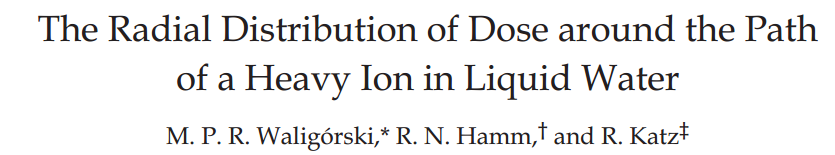 The Radial Distribution of Dose around the Path
of a Heavy Ion in Liquid Water
M. P. R. Waligórski,* R. N. Hamm,† and R. Katz‡